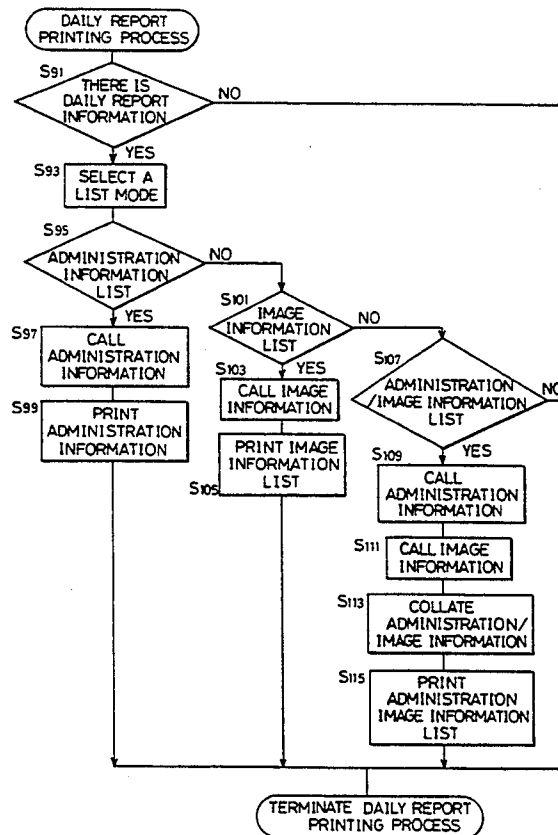 DAILY REPORT
PRINTING PROCESS
S91
THERE IS
DAILY REPORT
INFORMATION
NO
YES
S93
SELECT A
LIST MODE
S95
ADMINISTRATION
INFORMATION
LIST
NO
YES
S97
CALL
ADMINISTRATION
INFORMATION
S99
PRINT
ADMINISTRATION
INFORMATION
S101
IMAGE
INFORMATION
LIST
NO
YES
S103
CALL IMAGE
INFORMATION
PRINT IMAGE
INFORMATION
LIST
S105
S107
ADMINISTRATION
/IMAGE INFORMATION
LIST
NO
YES
S109
CALL
ADMINISTRATION
INFORMATION
S111
CALL IMAGE
INFORMATION
S113
COLLATE
ADMINISTRATION/
IMAGE INFORMATION
S115
PRINT
ADMINISTRATION
IMAGE INFORMATION
LIST
TERMINATE DAILY REPORT
PRINTING PROCESS